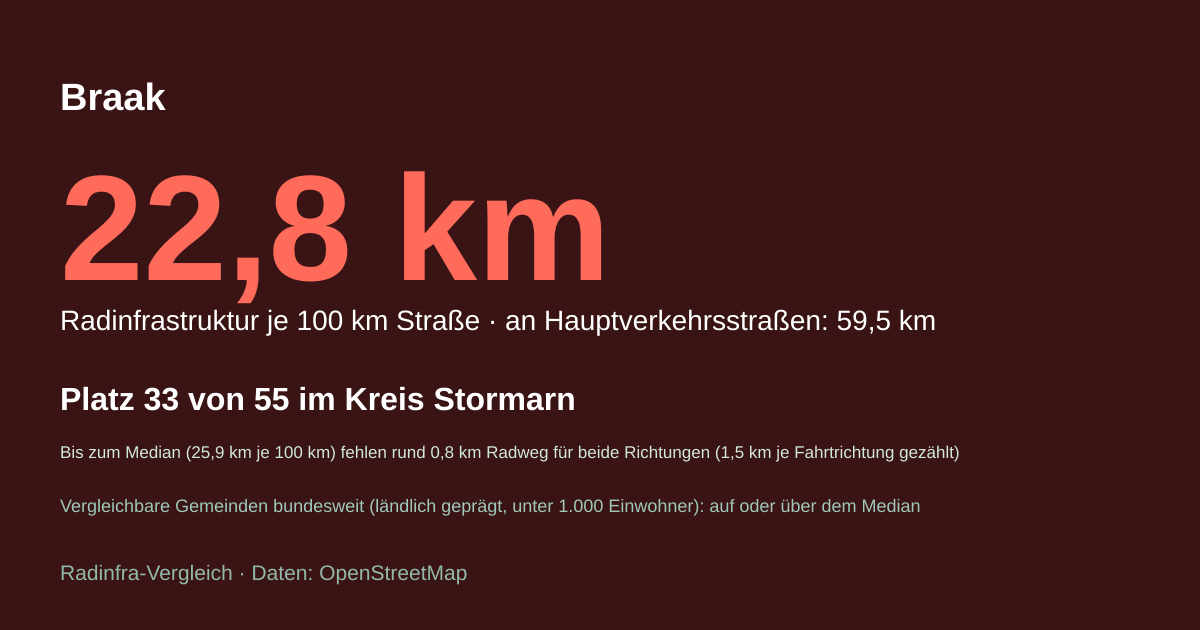 Braak
22,8 km
Radinfrastruktur je 100 km Straße · an Hauptverkehrsstraßen: 59,5 km
Platz 33 von 55 im Kreis Stormarn
Bis zum Median (25,9 km je 100 km) fehlen rund 0,8 km Radweg für beide Richtungen (1,5 km je Fahrtrichtung gezählt)
Vergleichbare Gemeinden bundesweit (ländlich geprägt, unter 1.000 Einwohner): auf oder über dem Median
Radinfra-Vergleich · Daten: OpenStreetMap